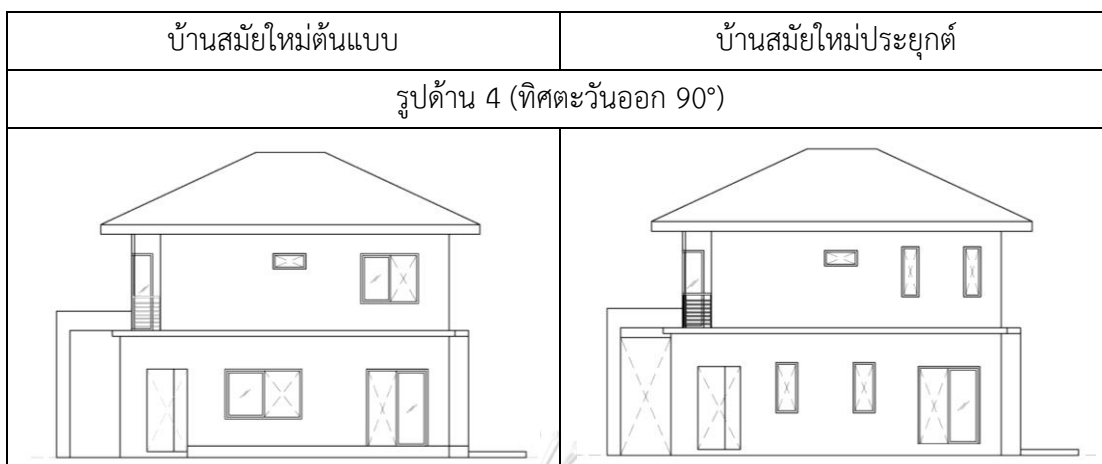 บ้านสมัยใหม่ต้นแบบ
บ้านสมัยใหม่ประยุกต์
รูปด้าน 4 (ทิศตะวันออก 90°)